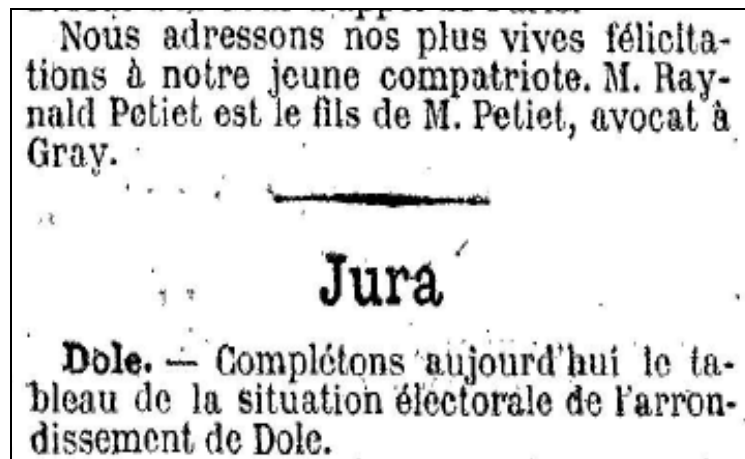 Nous adressons nos plus vives félicita-
tions à notre jeune compatriote. M. Ray-
nald Petiet est le fils de M. Petiet, avocat à
Gray.
Jura
Dole. — Complétons aujourd'hui le ta-
bleau de la situation électorale de l'arron-
dissement de Dole.